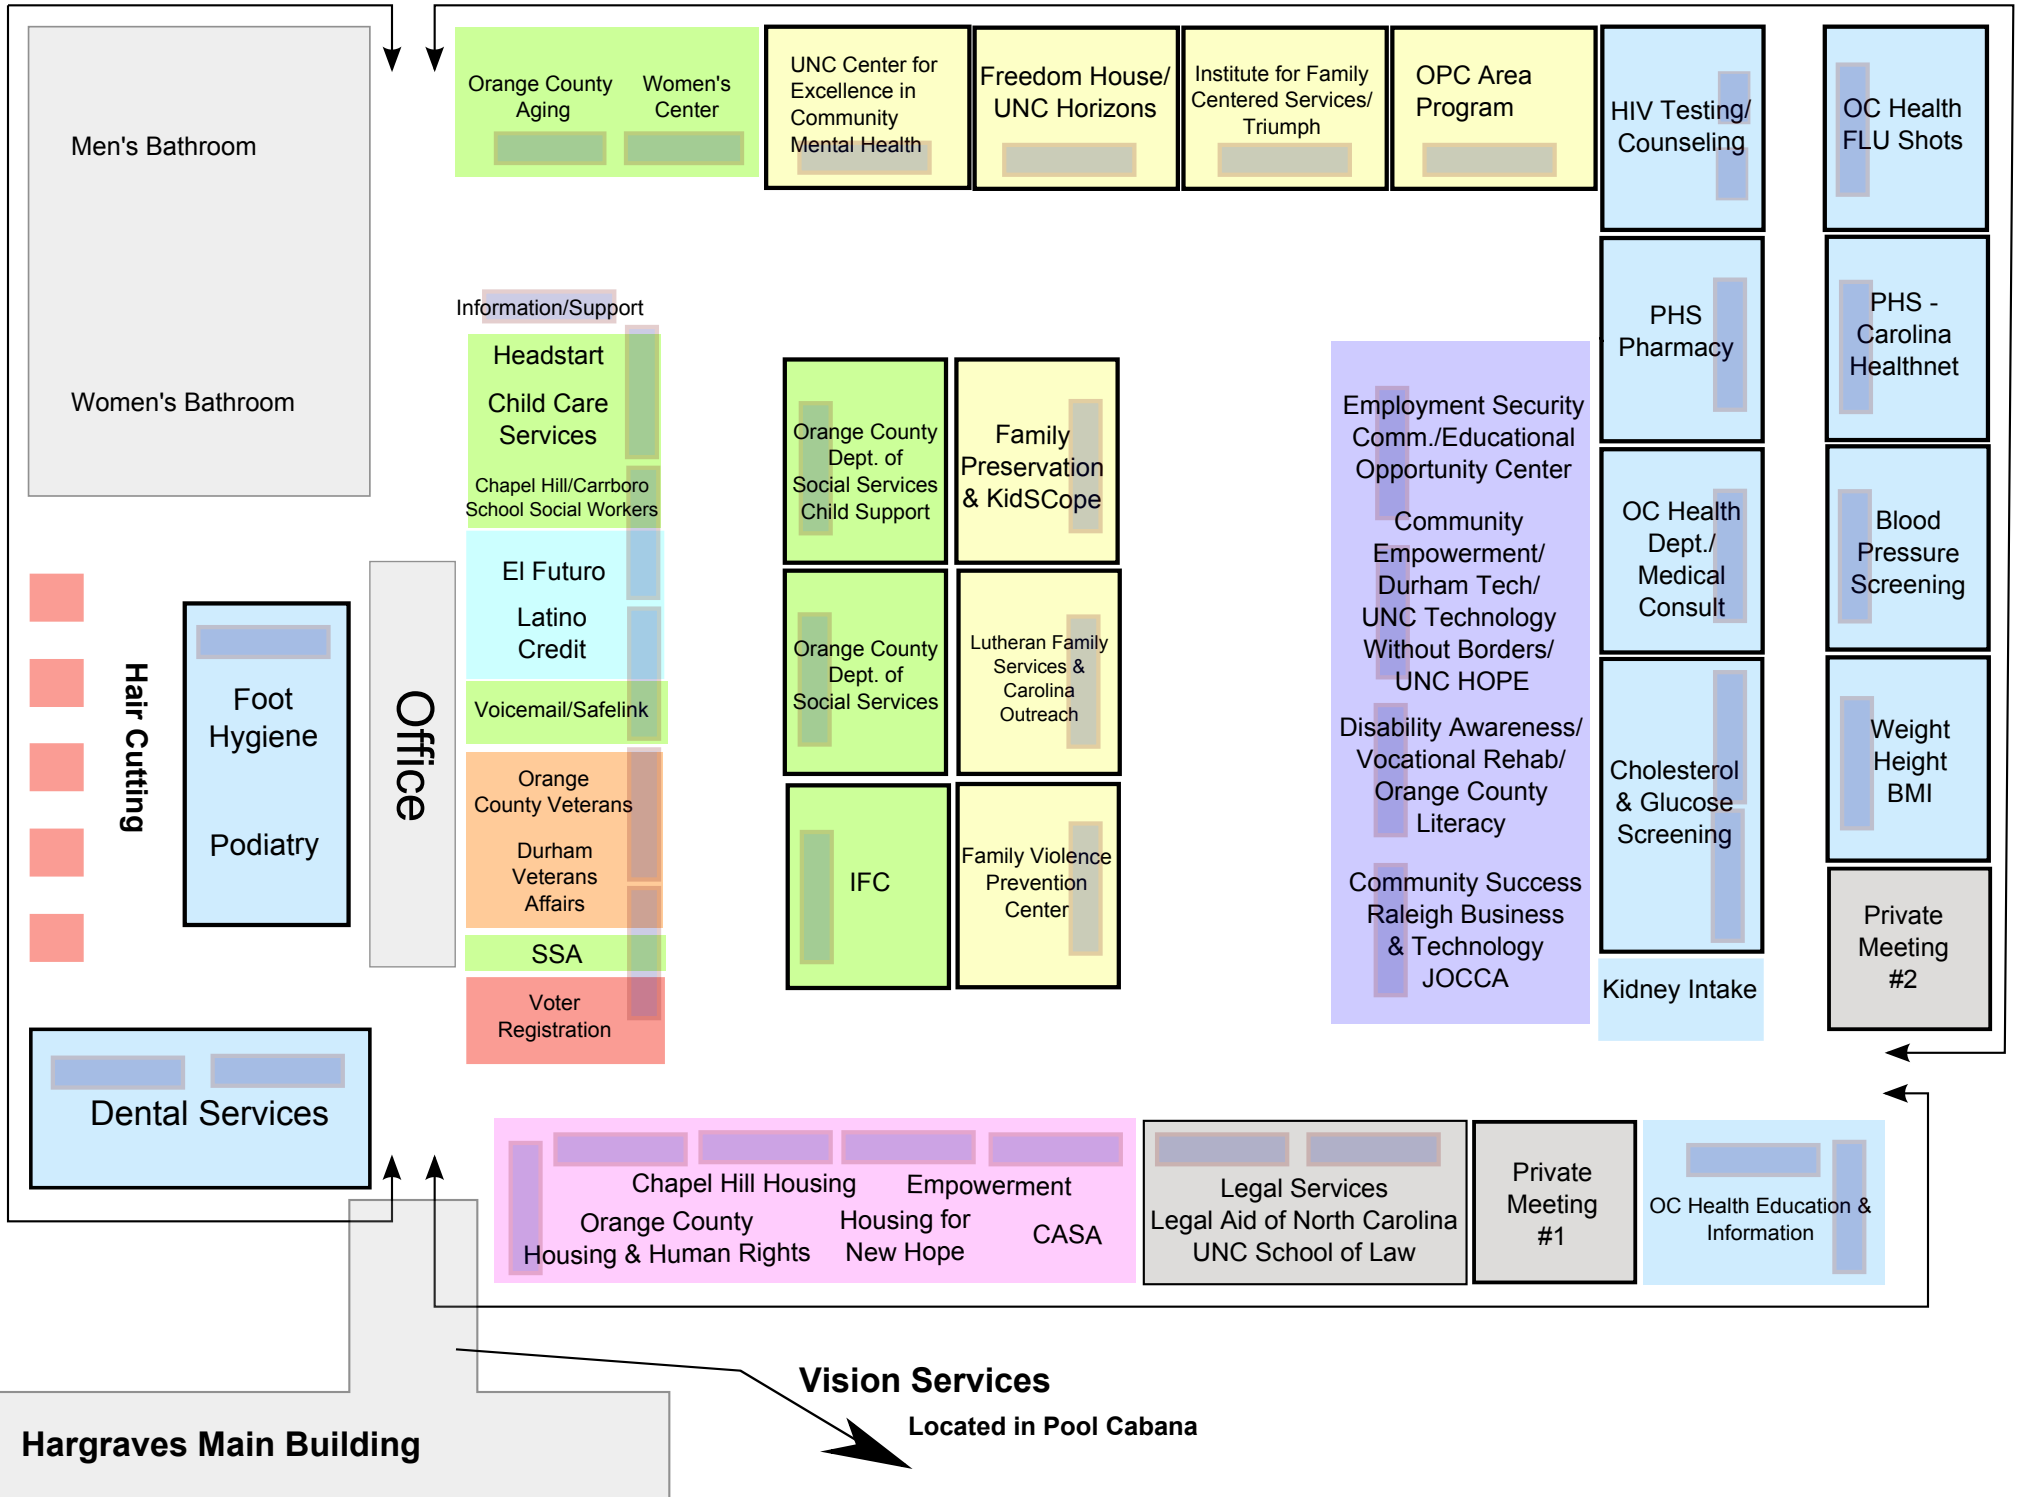 Men's Bathroom
Women's Bathroom
Orange County
Aging
Women's
Center
UNC Center for
Excellence in
Community
Mental Health
Freedom House/
UNC Horizons
Institute for Family
Centered Services/
Triumph
OPC Area
Program
HIV Testing/
Counseling
OC Health
FLU Shots
PHS
Pharmacy
PHS -
Carolina
Healthnet
Information/Support
Headstart
Child Care
Services
Chapel Hill/Carrboro
School Social Workers
El Futuro
Latino
Credit
Voicemail/Safelink
Orange
County Veterans
Durham
Veterans
Affairs
SSA
Voter
Registration
Orange County
Dept. of
Social Services
Child Support
Family
Preservation
& KidSCope
Orange County
Dept. of
Social Services
Lutheran Family
Services &
Carolina
Outreach
IFC
Family Violence
Prevention
Center
Employment Security
Comm./Educational
Opportunity Center
Community
Empowerment/
Durham Tech/
UNC Technology
Without Borders/
UNC HOPE
Disability Awareness/
Vocational Rehab/
Orange County
Literacy
Community Success
Raleigh Business
& Technology
JOCCA
OC Health
Dept./
Medical
Consult
Blood
Pressure
Screening
Cholesterol
& Glucose
Screening
Weight
Height
BMI
Kidney Intake
Private
Meeting
#2
Hair Cutting
Foot
Hygiene
Podiatry
Office
Dental Services
Chapel Hill Housing
Empowerment
Orange County
Housing & Human Rights
Housing for
New Hope
CASA
Legal Services
Legal Aid of North Carolina
UNC School of Law
Private
Meeting
#1
OC Health Education &
Information
Vision Services
Located in Pool Cabana
Hargraves Main Building